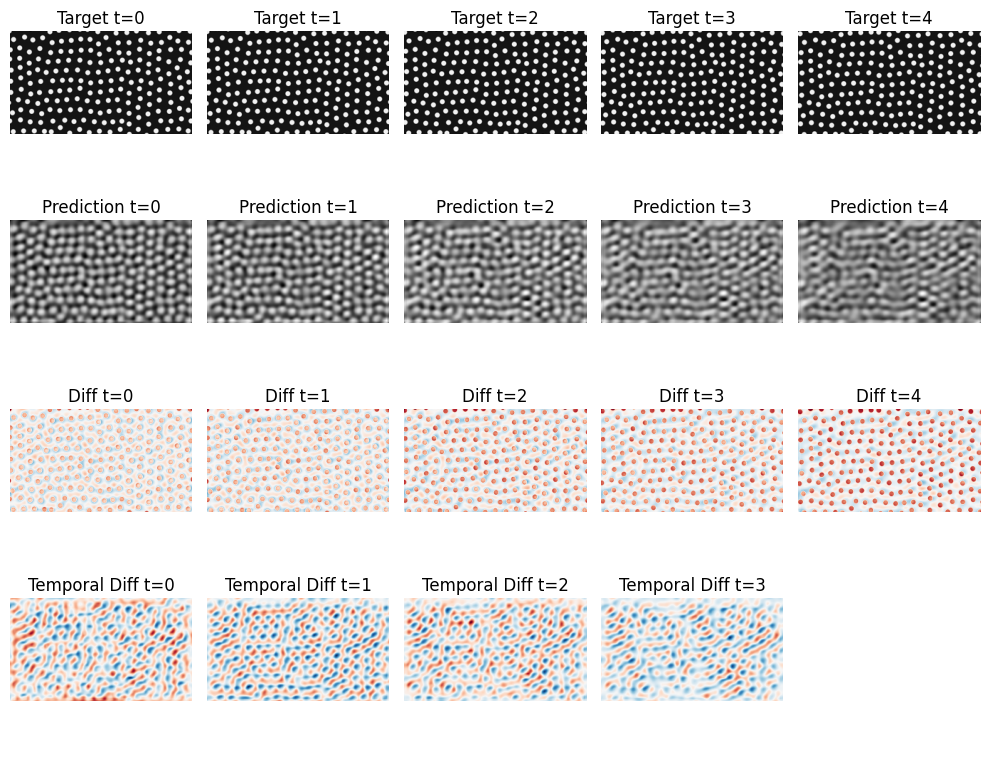 Target t=0 Target t=1 Target t=2 Target t=3 Target t=4
Prediction t=0 Prediction t=1 Prediction t=2 Prediction t=3 Prediction t=4
Diff t=0 Diff t=1 Diff t=2 Diff t=3 Diff t=4
Temporal Diff t=0 Temporal Diff t=1 Temporal Diff t=2 Temporal Diff t=3